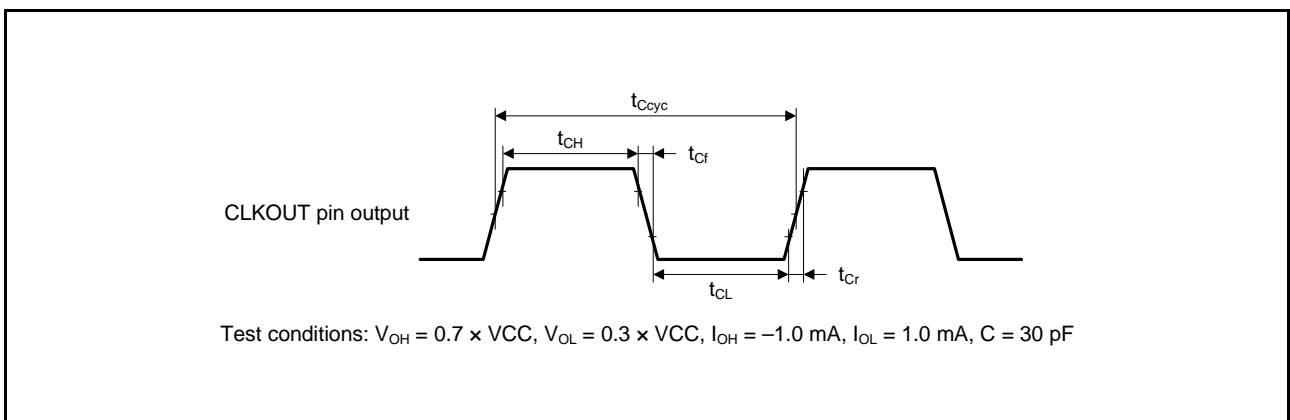 tCcyc
tCH
tCf
CLKOUT pin output
tCL
tCr
Test conditions: VOH = 0.7 × VCC, VOL = 0.3 × VCC, IOH = –1.0 mA, IOL = 1.0 mA, C = 30 pF